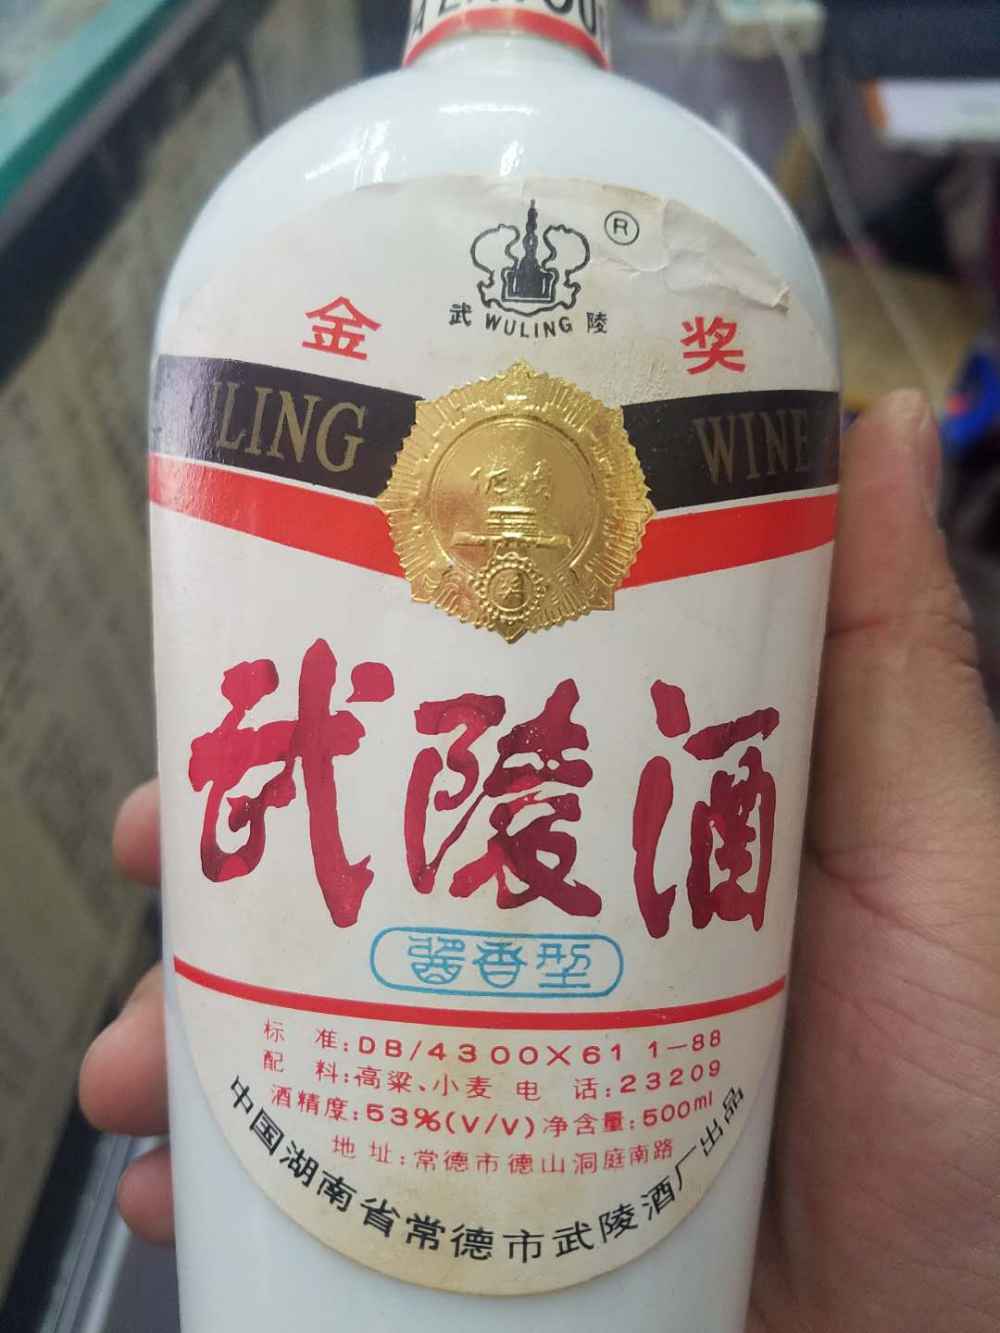 武 WULING 陵
®
金 奖
LING WINE
武陵酒
酱香型
标 准:DB/4300X61 1-88
配 料:高粱、小麦 电 话:23209
酒精度:53%(V/V) 净含量:500ml
地 址:常德市德山洞庭南路
中国湖南省常德市武陵酒厂出品